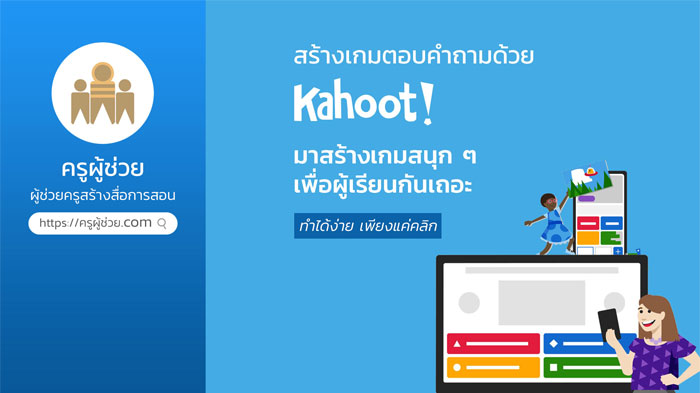 ครูผู้ช่วย
ผู้ช่วยครูสร้างสื่อการสอน
https://ครูผู้ช่วย.com
สร้างเกมตอบคำถามด้วย
Kahoot!
มาสร้างเกมสนุก ๆ
เพื่อผู้เรียนกันเถอะ
ทำได้ง่าย เพียงแค่คลิก